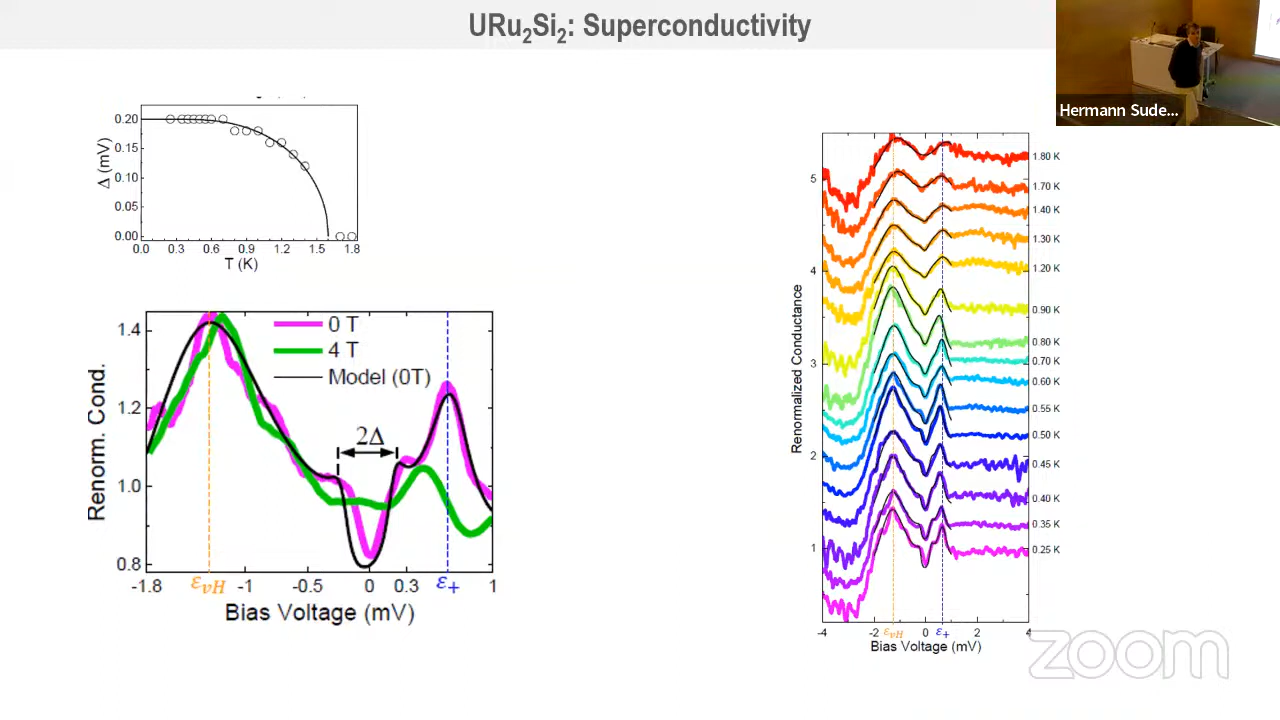 URu2Si2: Superconductivity
Hermann Sude...
0.20
0.15
0.10
0.05
0.00
Δ (mV)
0.0 0.3 0.6 0.9 1.2 1.5 1.8
T (K)
1.4
1.2
1.0
0.8
Renorm. Cond.
0 T
4 T
Model (0T)
2Δ
-1.8 εvH -1 -0.5 0 0.3 ε+ 1
Bias Voltage (mV)
5
4
3
2
1
Renormalized Conductance
1.80 K
1.70 K
1.40 K
1.30 K
1.20 K
0.90 K
0.80 K
0.70 K
0.60 K
0.55 K
0.50 K
0.45 K
0.40 K
0.35 K
0.25 K
-4 -2 εvH 0 ε+ 2 4
Bias Voltage (mV)
zoom